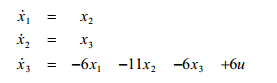 ẋ₁ = x₂
ẋ₂ = x₃
ẋ₃ = −6x₁ −11x₂ −6x₃ +6u